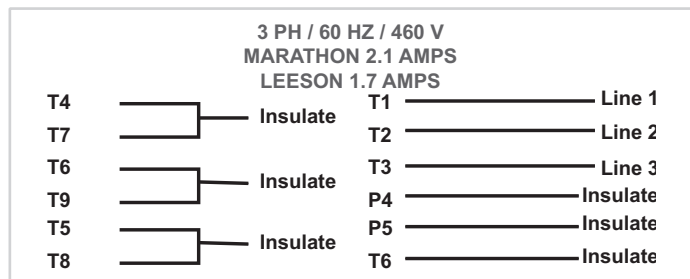 3 PH / 60 HZ / 460 V
MARATHON 2.1 AMPS
LEESON 1.7 AMPS
T4
T7
Insulate
T6
T9
Insulate
T5
T8
Insulate
T1 Line 1
T2 Line 2
T3 Line 3
P4 Insulate
P5 Insulate
T6 Insulate